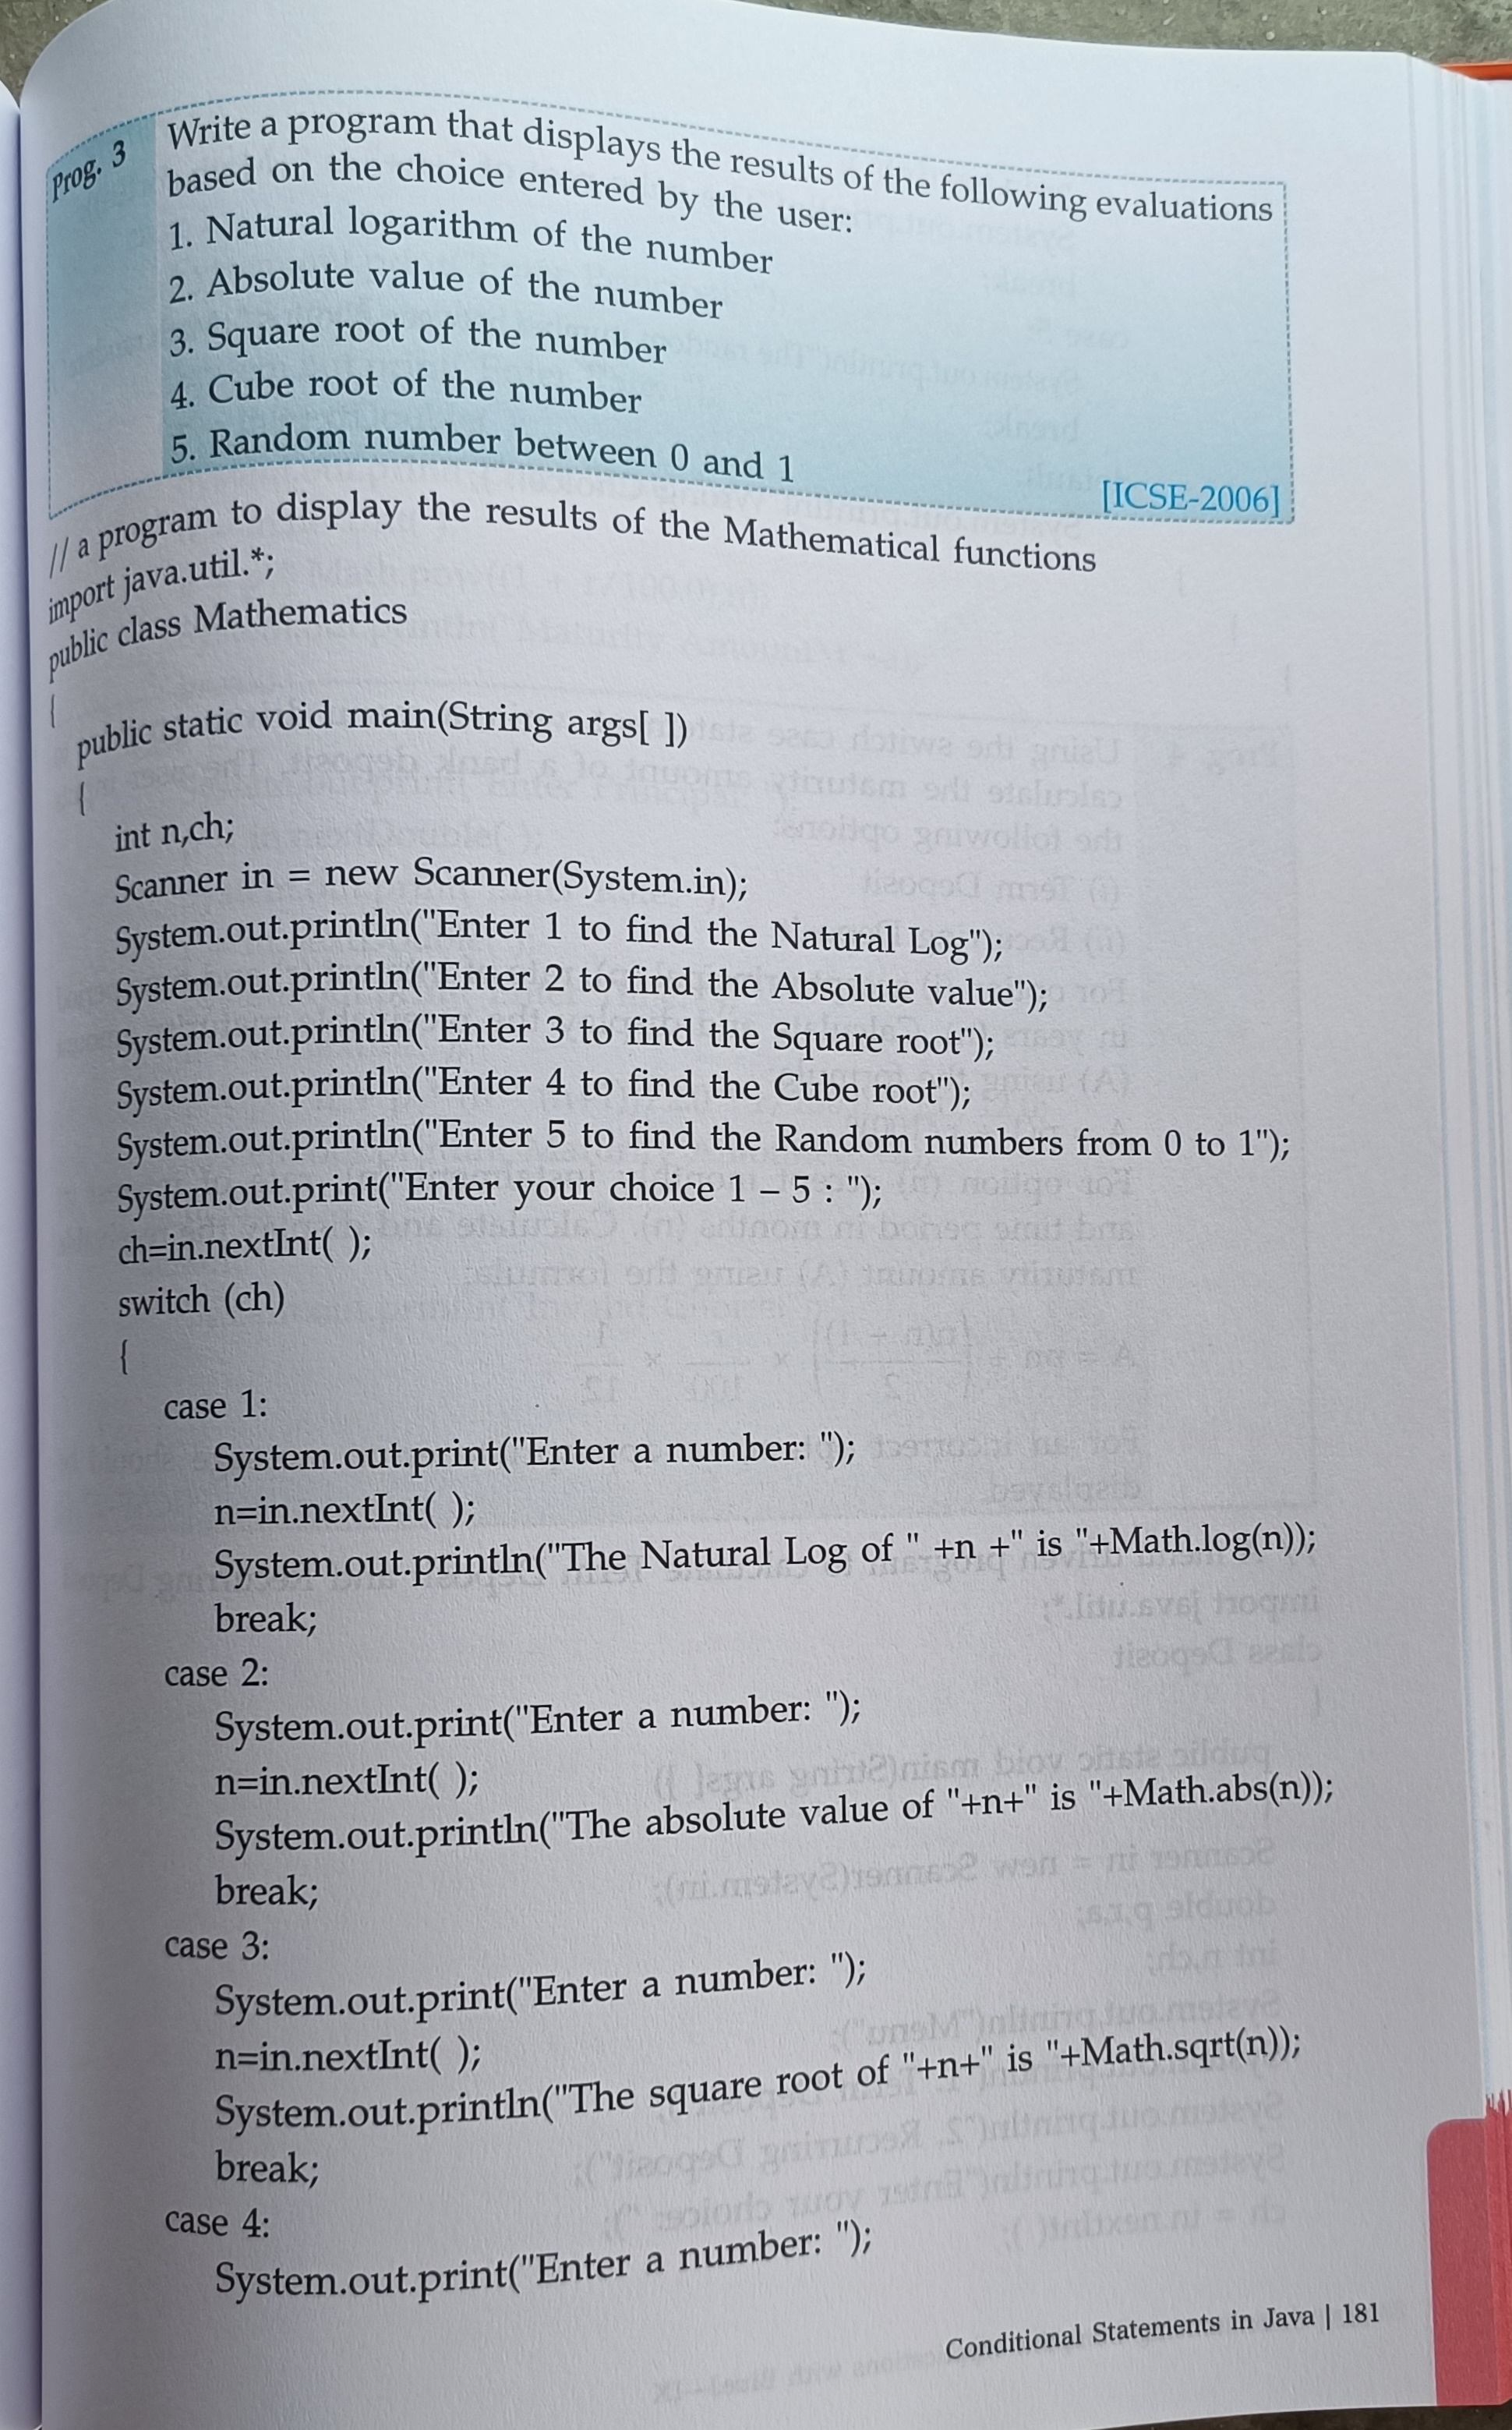 Prog. 3
Write a program that displays the results of the following evaluations
based on the choice entered by the user:
1. Natural logarithm of the number
2. Absolute value of the number
3. Square root of the number
4. Cube root of the number
5. Random number between 0 and 1
[ICSE-2006]
// a program to display the results of the Mathematical functions
import java.util.*;
public class Mathematics
{
public static void main(String args[ ])
{
int n,ch;
Scanner in = new Scanner(System.in);
System.out.println("Enter 1 to find the Natural Log");
System.out.println("Enter 2 to find the Absolute value");
System.out.println("Enter 3 to find the Square root");
System.out.println("Enter 4 to find the Cube root");
System.out.println("Enter 5 to find the Random numbers from 0 to 1");
System.out.print("Enter your choice 1 – 5 : ");
ch=in.nextInt( );
switch (ch)
{
case 1:
System.out.print("Enter a number: ");
n=in.nextInt( );
System.out.println("The Natural Log of " +n +" is "+Math.log(n));
break;
case 2:
System.out.print("Enter a number: ");
n=in.nextInt( );
System.out.println("The absolute value of "+n+" is "+Math.abs(n));
break;
case 3:
System.out.print("Enter a number: ");
n=in.nextInt( );
System.out.println("The square root of "+n+" is "+Math.sqrt(n));
break;
case 4:
System.out.print("Enter a number: ");
Conditional Statements in Java | 181